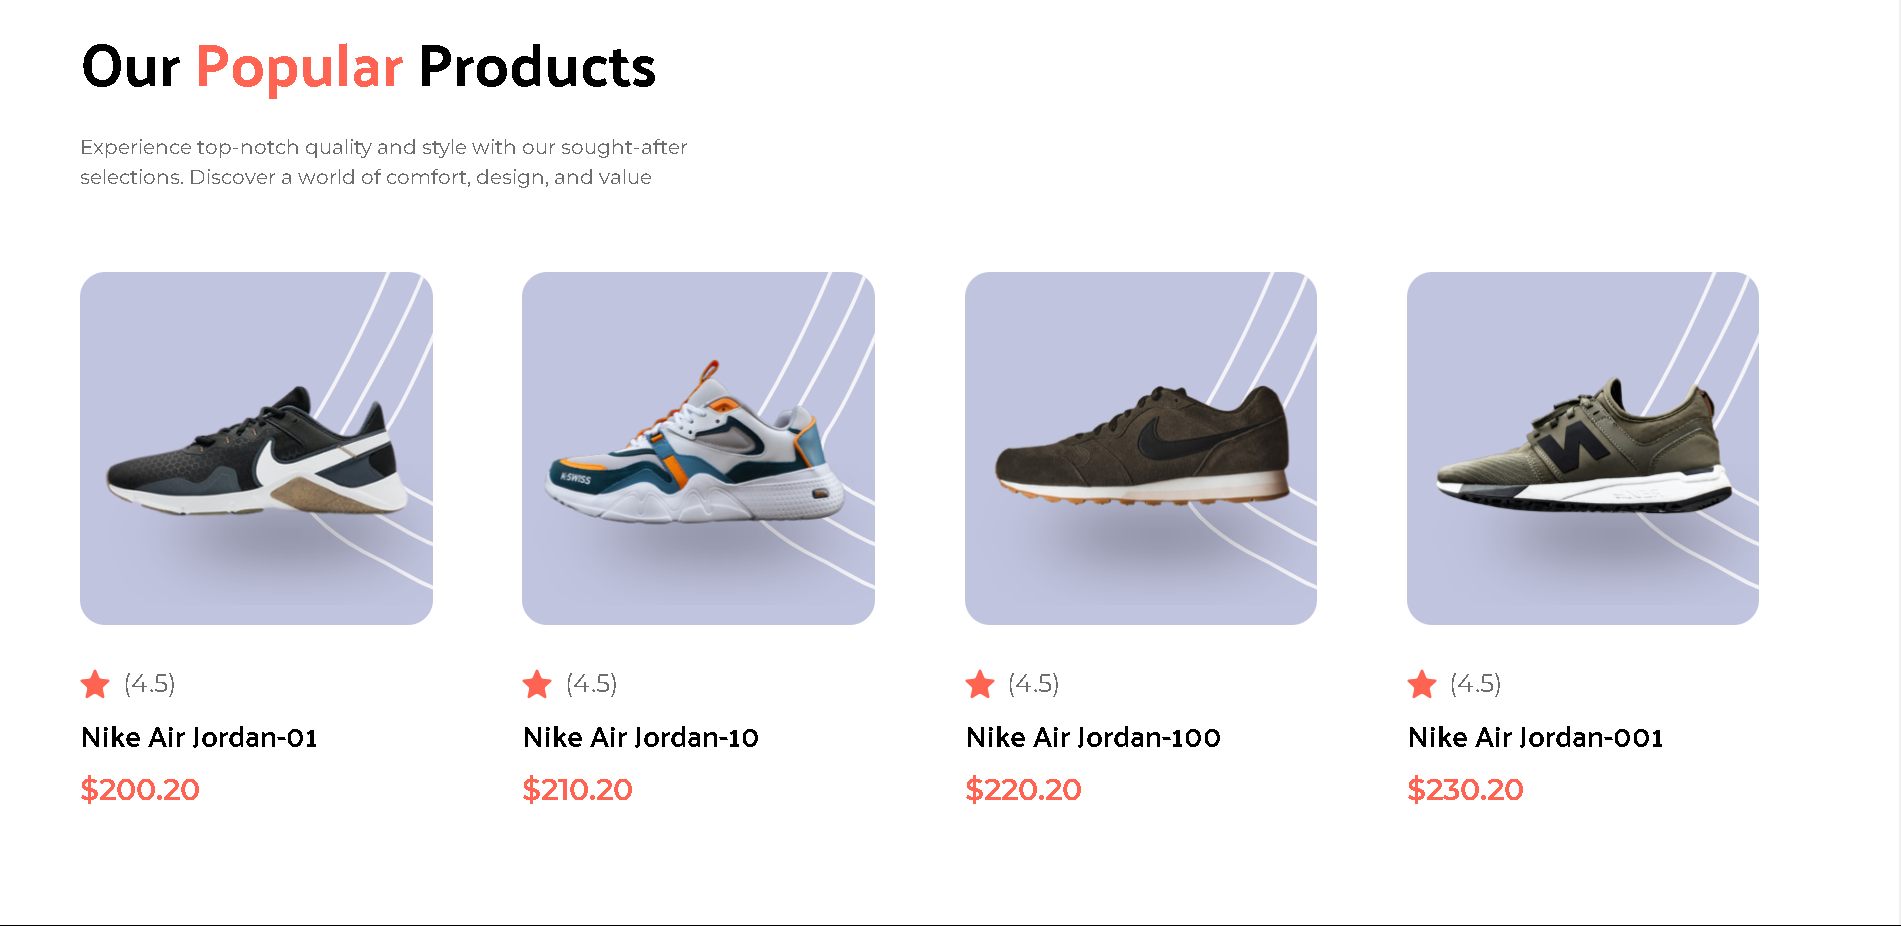 Our Popular Products
Experience top-notch quality and style with our sought-after
selections. Discover a world of comfort, design, and value
K·SWISS
N
(4.5)
(4.5)
(4.5)
(4.5)
Nike Air Jordan-01
Nike Air Jordan-10
Nike Air Jordan-100
Nike Air Jordan-001
$200.20
$210.20
$220.20
$230.20